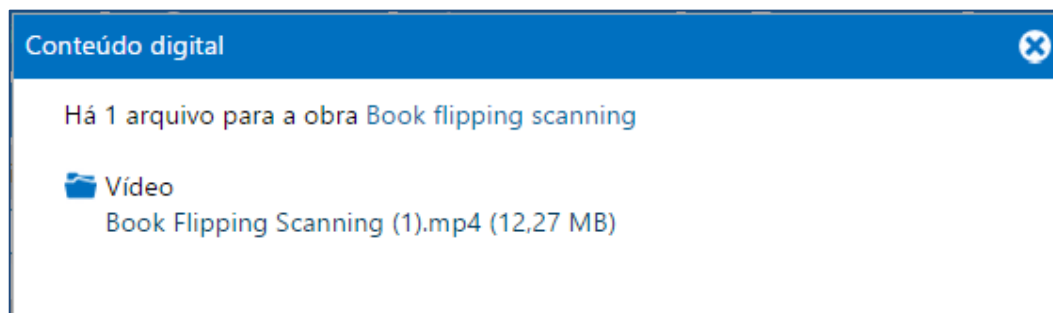 Conteúdo digital
Há 1 arquivo para a obra Book flipping scanning
Vídeo
Book Flipping Scanning (1).mp4 (12,27 MB)